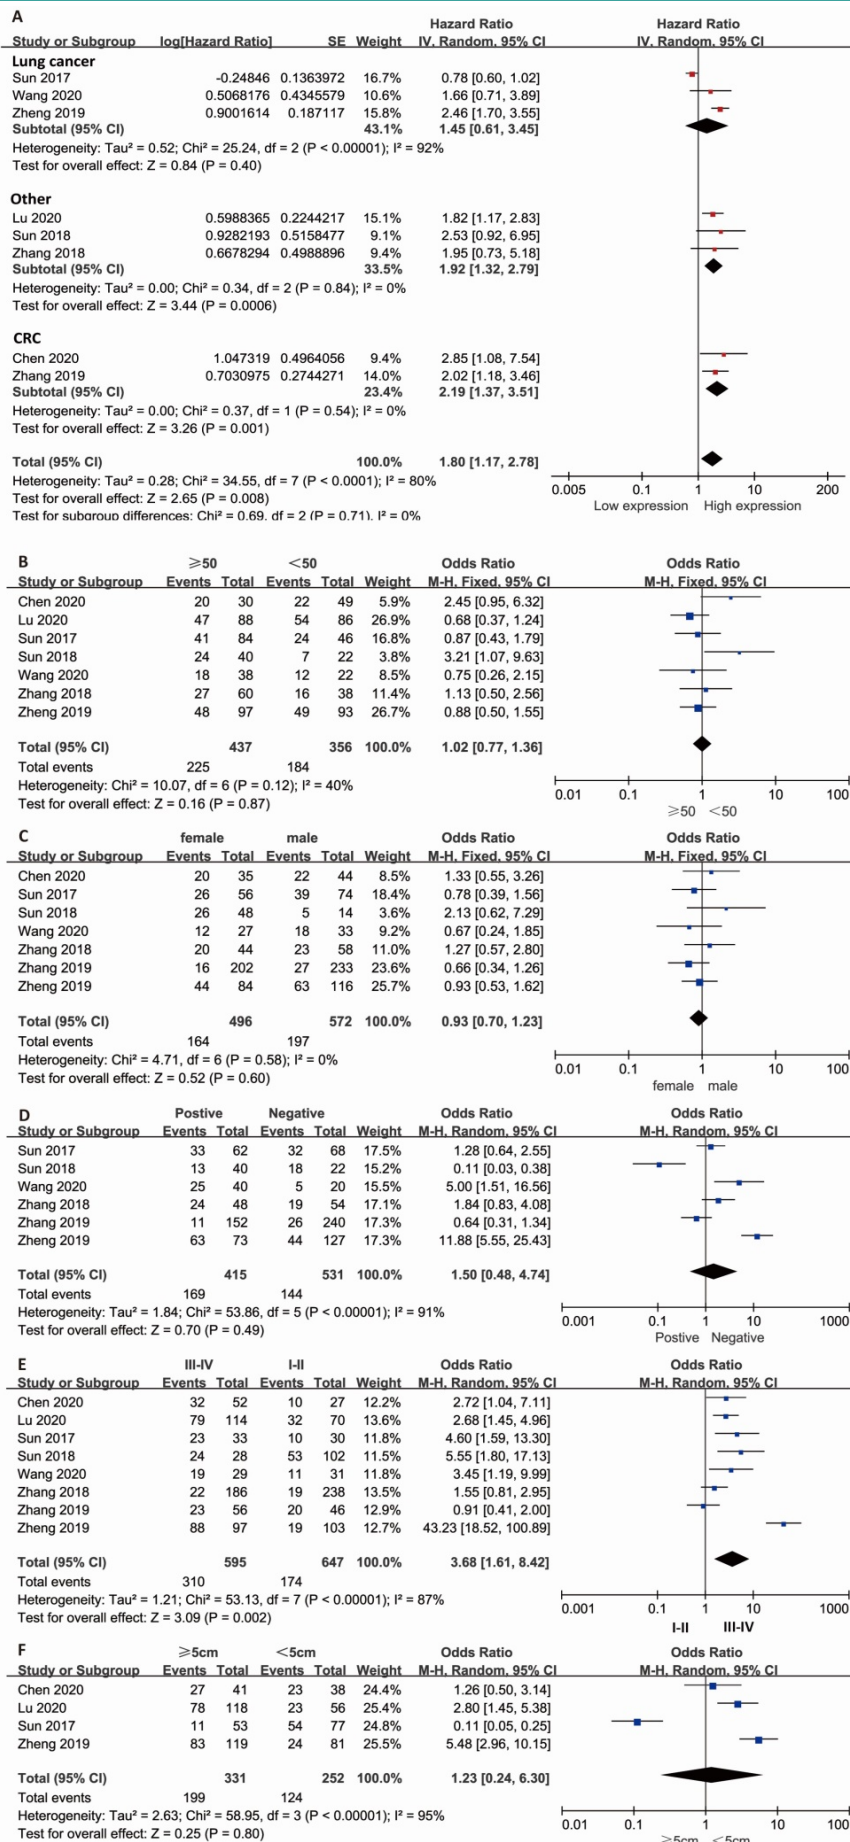 A
Hazard Ratio Hazard Ratio
Study or Subgroup log[Hazard Ratio] SE Weight IV, Random, 95% CI IV, Random, 95% CI
Lung cancer
Sun 2017 -0.24846 0.1363972 16.7% 0.78 [0.60, 1.02]
Wang 2020 0.5068176 0.4345579 10.6% 1.66 [0.71, 3.89]
Zheng 2019 0.9001614 0.187117 15.8% 2.46 [1.70, 3.55]
Subtotal (95% CI) 43.1% 1.45 [0.61, 3.45]
Heterogeneity: Tau² = 0.52; Chi² = 25.24, df = 2 (P < 0.00001); I² = 92%
Test for overall effect: Z = 0.84 (P = 0.40)
Other
Lu 2020 0.5988365 0.2244217 15.1% 1.82 [1.17, 2.83]
Sun 2018 0.9282193 0.5158477 9.1% 2.53 [0.92, 6.95]
Zhang 2018 0.6678294 0.4988896 9.4% 1.95 [0.73, 5.18]
Subtotal (95% CI) 33.5% 1.92 [1.32, 2.79]
Heterogeneity: Tau² = 0.00; Chi² = 0.34, df = 2 (P = 0.84); I² = 0%
Test for overall effect: Z = 3.44 (P = 0.0006)
CRC
Chen 2020 1.047319 0.4964056 9.4% 2.85 [1.08, 7.54]
Zhang 2019 0.7030975 0.2744271 14.0% 2.02 [1.18, 3.46]
Subtotal (95% CI) 23.4% 2.19 [1.37, 3.51]
Heterogeneity: Tau² = 0.00; Chi² = 0.37, df = 1 (P = 0.54); I² = 0%
Test for overall effect: Z = 3.26 (P = 0.001)
Total (95% CI) 100.0% 1.80 [1.17, 2.78]
Heterogeneity: Tau² = 0.28; Chi² = 34.55, df = 7 (P < 0.0001); I² = 80%
Test for overall effect: Z = 2.65 (P = 0.008)
Test for subgroup differences: Chi² = 0.69, df = 2 (P = 0.71), I² = 0%
0.005 0.1 1 10 200
Low expression High expression
B
≥50 <50 Odds Ratio Odds Ratio
Study or Subgroup Events Total Events Total Weight M-H, Fixed, 95% CI M-H, Fixed, 95% CI
Chen 2020 20 30 22 49 5.9% 2.45 [0.95, 6.32]
Lu 2020 47 88 54 86 26.9% 0.68 [0.37, 1.24]
Sun 2017 41 84 24 46 16.8% 0.87 [0.43, 1.79]
Sun 2018 24 40 7 22 3.8% 3.21 [1.07, 9.63]
Wang 2020 18 38 12 22 8.5% 0.75 [0.26, 2.15]
Zhang 2018 27 60 16 38 11.4% 1.13 [0.50, 2.56]
Zheng 2019 48 97 49 93 26.7% 0.88 [0.50, 1.55]
Total (95% CI) 437 356 100.0% 1.02 [0.77, 1.36]
Total events 225 184
Heterogeneity: Chi² = 10.07, df = 6 (P = 0.12); I² = 40%
Test for overall effect: Z = 0.16 (P = 0.87)
0.01 0.1 1 10 100
≥50 <50
C
female male Odds Ratio Odds Ratio
Study or Subgroup Events Total Events Total Weight M-H, Fixed, 95% CI M-H, Fixed, 95% CI
Chen 2020 20 35 22 44 8.5% 1.33 [0.55, 3.26]
Sun 2017 26 56 39 74 18.4% 0.78 [0.39, 1.56]
Sun 2018 26 48 5 14 3.6% 2.13 [0.62, 7.29]
Wang 2020 12 27 18 33 9.2% 0.67 [0.24, 1.85]
Zhang 2018 20 44 23 58 11.0% 1.27 [0.57, 2.80]
Zhang 2019 16 202 27 233 23.6% 0.66 [0.34, 1.26]
Zheng 2019 44 84 63 116 25.7% 0.93 [0.53, 1.62]
Total (95% CI) 496 572 100.0% 0.93 [0.70, 1.23]
Total events 164 197
Heterogeneity: Chi² = 4.71, df = 6 (P = 0.58); I² = 0%
Test for overall effect: Z = 0.52 (P = 0.60)
0.01 0.1 1 10 100
female male
D
Postive Negative Odds Ratio Odds Ratio
Study or Subgroup Events Total Events Total Weight M-H, Random, 95% CI M-H, Random, 95% CI
Sun 2017 33 62 32 68 17.5% 1.28 [0.64, 2.55]
Sun 2018 13 40 18 22 15.2% 0.11 [0.03, 0.38]
Wang 2020 25 40 5 20 15.5% 5.00 [1.51, 16.56]
Zhang 2018 24 48 19 54 17.1% 1.84 [0.83, 4.08]
Zhang 2019 11 152 26 240 17.3% 0.64 [0.31, 1.34]
Zheng 2019 63 73 44 127 17.3% 11.88 [5.55, 25.43]
Total (95% CI) 415 531 100.0% 1.50 [0.48, 4.74]
Total events 169 144
Heterogeneity: Tau² = 1.84; Chi² = 53.86, df = 5 (P < 0.00001); I² = 91%
Test for overall effect: Z = 0.70 (P = 0.49)
0.001 0.1 1 10 1000
Postive Negative
E
III-IV I-II Odds Ratio Odds Ratio
Study or Subgroup Events Total Events Total Weight M-H, Random, 95% CI M-H, Random, 95% CI
Chen 2020 32 52 10 27 12.2% 2.72 [1.04, 7.11]
Lu 2020 79 114 32 70 13.6% 2.68 [1.45, 4.96]
Sun 2017 23 33 10 30 11.8% 4.60 [1.59, 13.30]
Sun 2018 24 28 53 102 11.5% 5.55 [1.80, 17.13]
Wang 2020 19 29 11 31 11.8% 3.45 [1.19, 9.99]
Zhang 2018 22 186 19 238 13.5% 1.55 [0.81, 2.95]
Zhang 2019 23 56 20 46 12.9% 0.91 [0.41, 2.00]
Zheng 2019 88 97 19 103 12.7% 43.23 [18.52, 100.89]
Total (95% CI) 595 647 100.0% 3.68 [1.61, 8.42]
Total events 310 174
Heterogeneity: Tau² = 1.21; Chi² = 53.13, df = 7 (P < 0.00001); I² = 87%
Test for overall effect: Z = 3.09 (P = 0.002)
0.001 0.1 1 10 1000
I-II III-IV
F
≥5cm <5cm Odds Ratio Odds Ratio
Study or Subgroup Events Total Events Total Weight M-H, Random, 95% CI M-H, Random, 95% CI
Chen 2020 27 41 23 38 24.4% 1.26 [0.50, 3.14]
Lu 2020 78 118 23 56 25.4% 2.80 [1.45, 5.38]
Sun 2017 11 53 54 77 24.8% 0.11 [0.05, 0.25]
Zheng 2019 83 119 24 81 25.5% 5.48 [2.96, 10.15]
Total (95% CI) 331 252 100.0% 1.23 [0.24, 6.30]
Total events 199 124
Heterogeneity: Tau² = 2.63; Chi² = 58.95, df = 3 (P < 0.00001); I² = 95%
Test for overall effect: Z = 0.25 (P = 0.80)
0.01 0.1 1 10 100
≥5cm <5cm